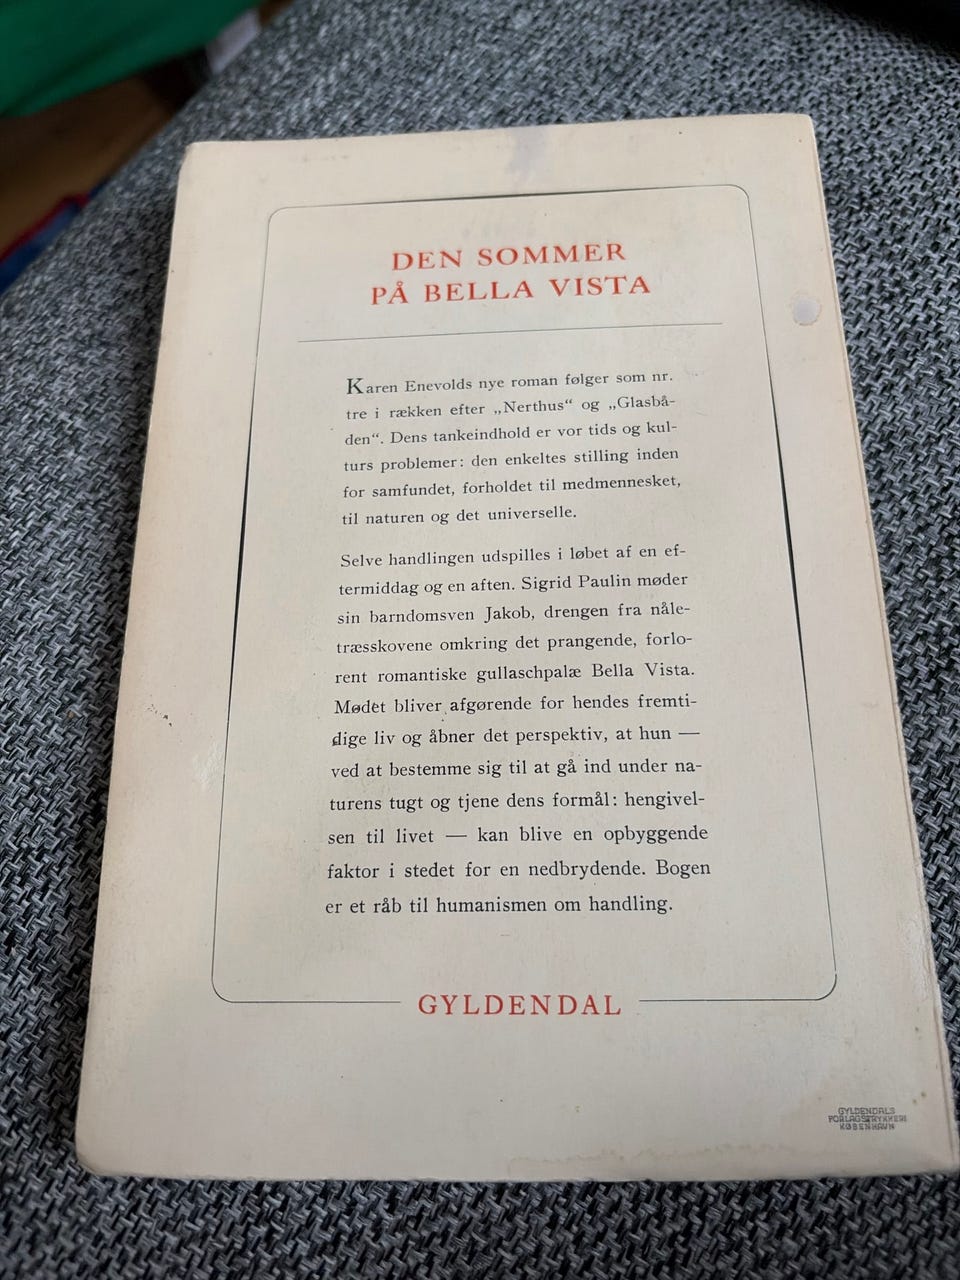 DEN SOMMER
PÅ BELLA VISTA
Karen Enevolds nye roman følger som nr.
tre i rækken efter „Nerthus“ og „Glasbå-
den“. Dens tankeindhold er vor tids og kul-
turs problemer: den enkeltes stilling inden
for samfundet, forholdet til medmennesket,
til naturen og det universelle.
Selve handlingen udspilles i løbet af en ef-
termiddag og en aften. Sigrid Paulin møder
sin barndomsven Jakob, drengen fra nåle-
træsskovene omkring det prangende, forlo-
rent romantiske gullaschpalæ Bella Vista.
Mødet bliver afgørende for hendes fremti-
dige liv og åbner det perspektiv, at hun —
ved at bestemme sig til at gå ind under na-
turens tugt og tjene dens formål: hengivel-
sen til livet — kan blive en opbyggende
faktor i stedet for en nedbrydende. Bogen
er et råb til humanismen om handling.
GYLDENDAL
GYLDENDALS
FORLAGSTRYKKERI
KØBENHAVN